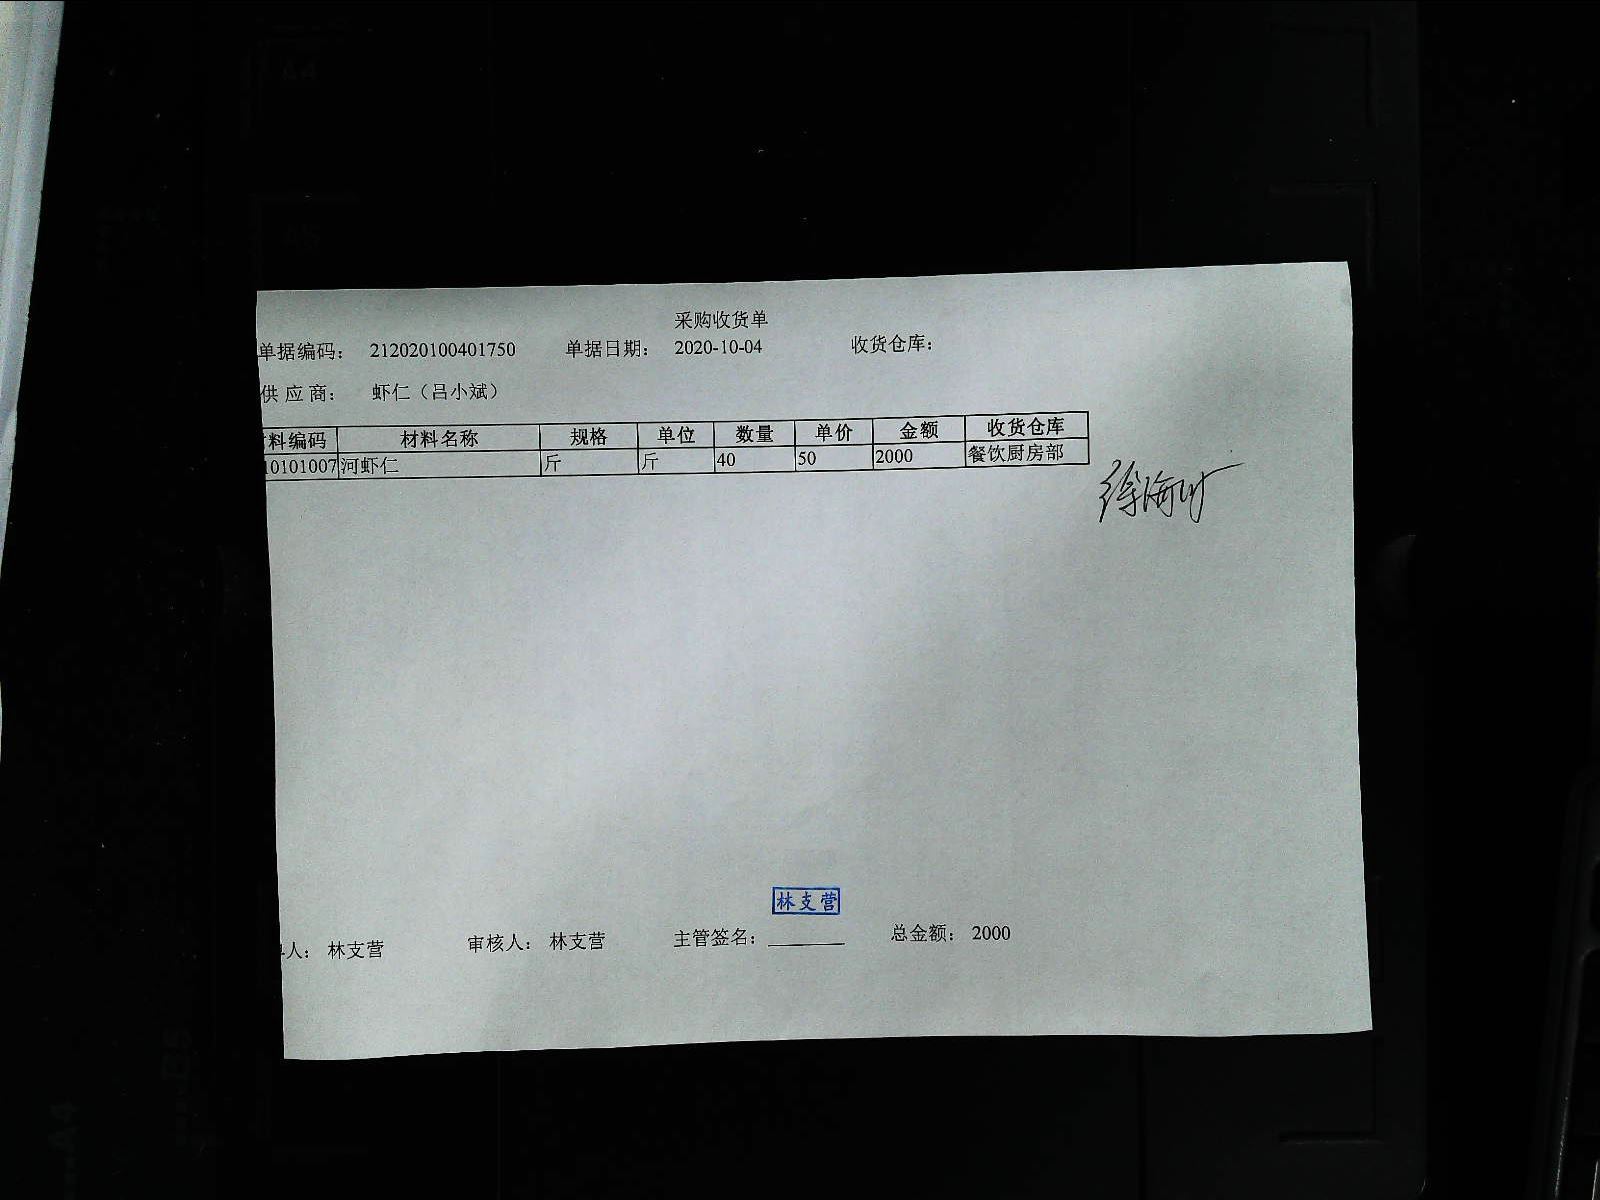 采购收货单
单据编码： 212020100401750 单据日期： 2020-10-04 收货仓库：
供 应 商： 虾仁（吕小斌）
料编码 材料名称 规格 单位 数量 单价 金额 收货仓库
10101007 河虾仁 斤 斤 40 50 2000 餐饮厨房部
林支营
人： 林支营 审核人： 林支营 主管签名： 总金额： 2000